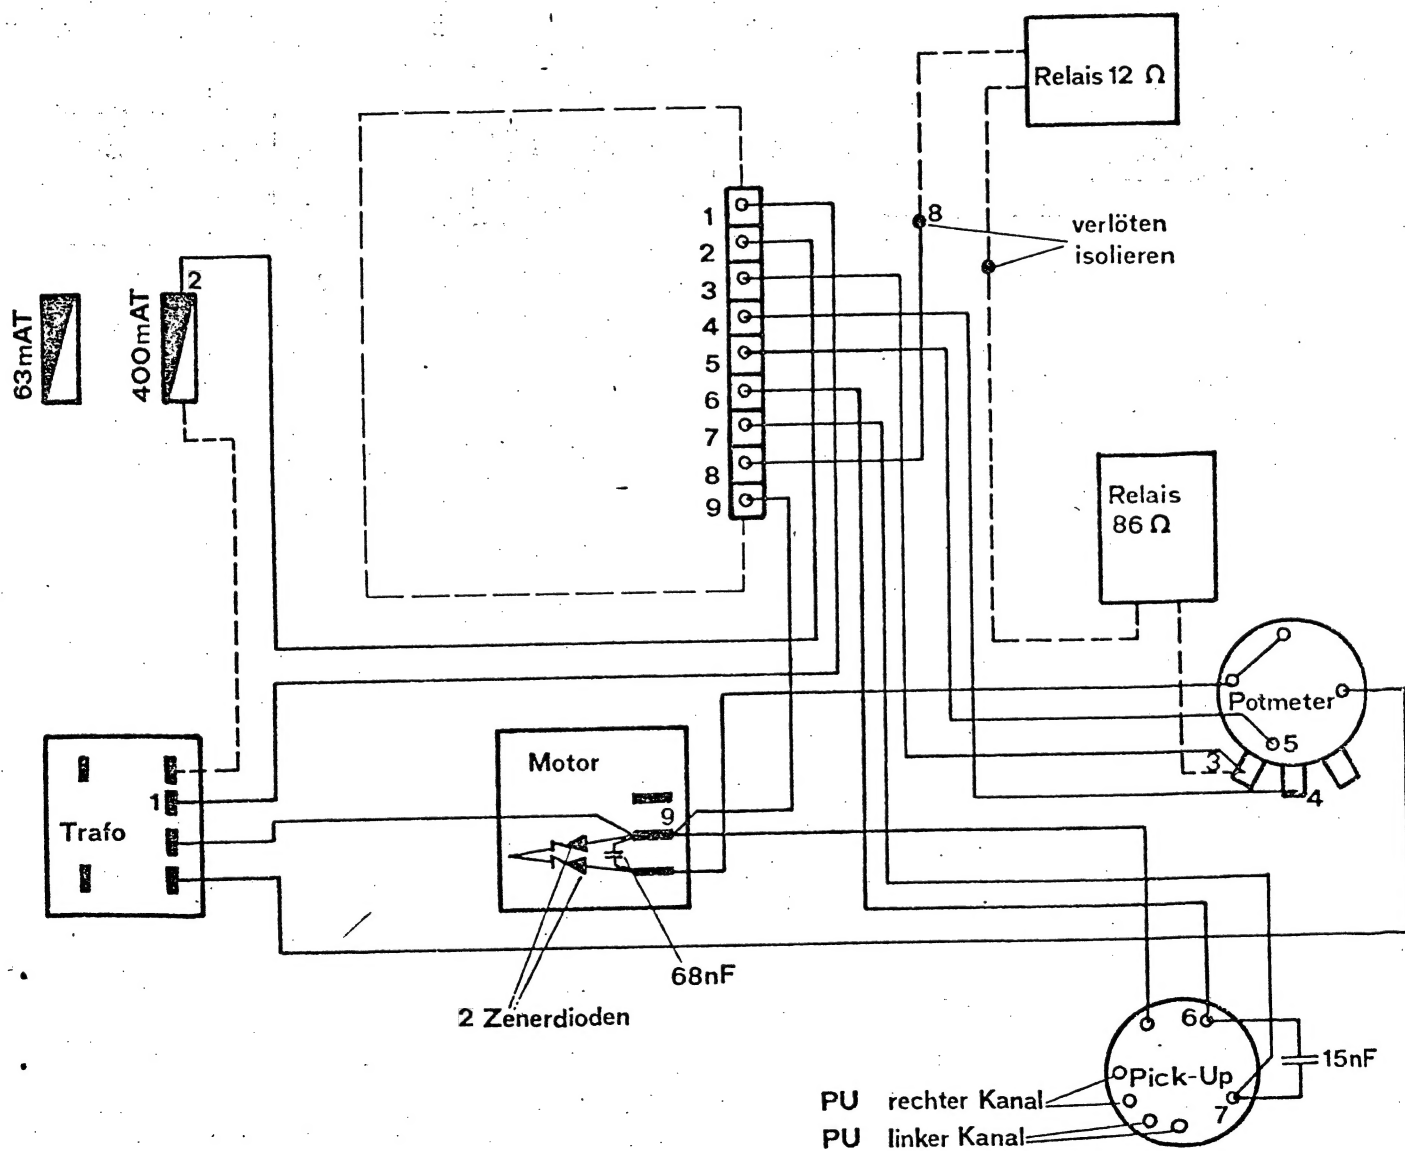 Relais 12 Ω
8
verlöten
isolieren
1
2
3
4
5
6
7
8
9
2
63mAT
400mAT
Relais
86 Ω
Potmeter
5
3
4
Motor
9
Trafo
1
68nF
2 Zenerdioden
6
Pick-Up
7
15nF
PU rechter Kanal
PU linker Kanal